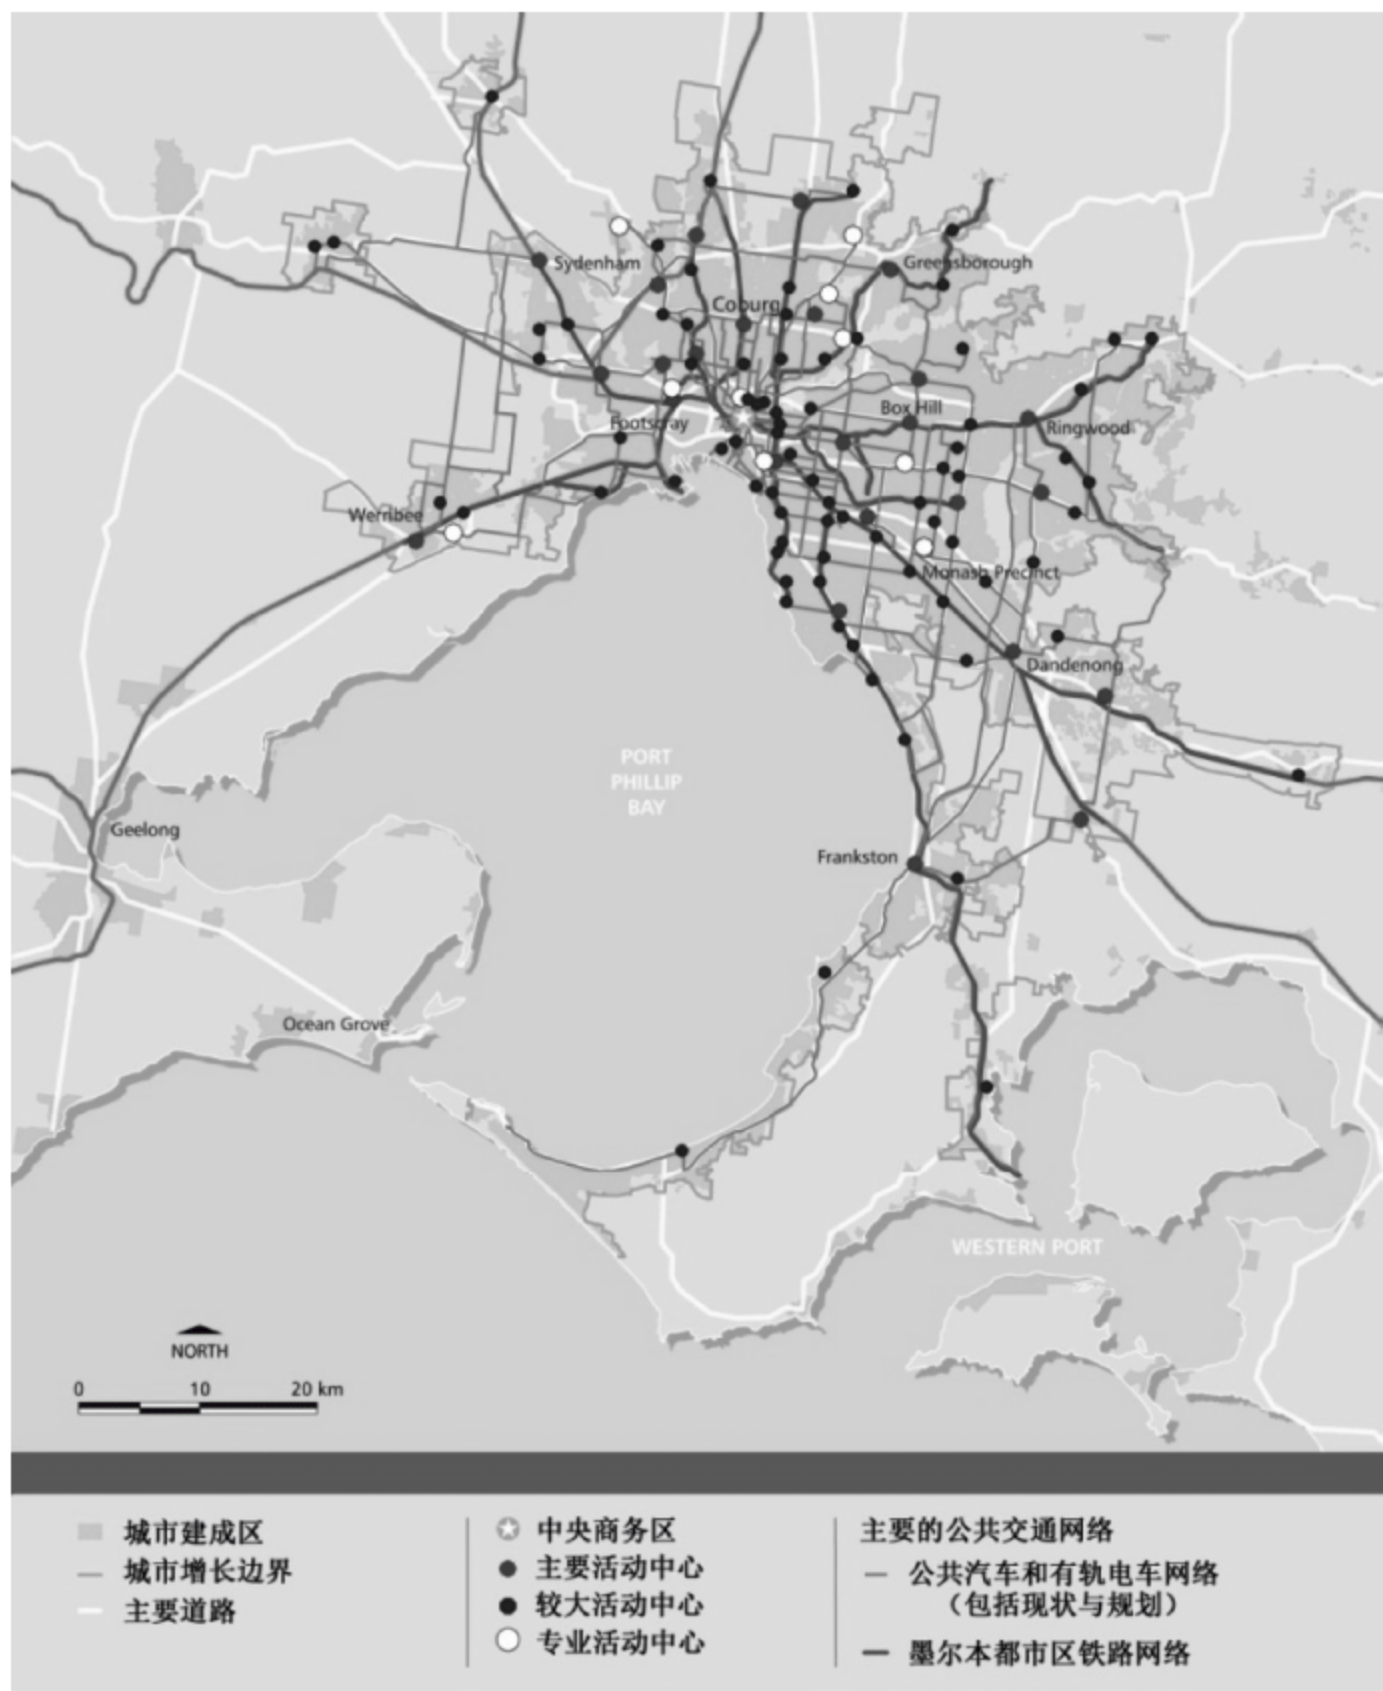 Sydenham
Greensborough
Coburg
Box Hill
Footscray
Ringwood
Werribee
Monash Precinct
Dandenong
PORT
PHILLIP
BAY
Geelong
Frankston
Ocean Grove
WESTERN PORT
NORTH
0 10 20 km
城市建成区
城市增长边界
主要道路
中央商务区
主要活动中心
较大活动中心
专业活动中心
主要的公共交通网络
公共汽车和有轨电车网络
（包括现状与规划）
墨尔本都市区铁路网络